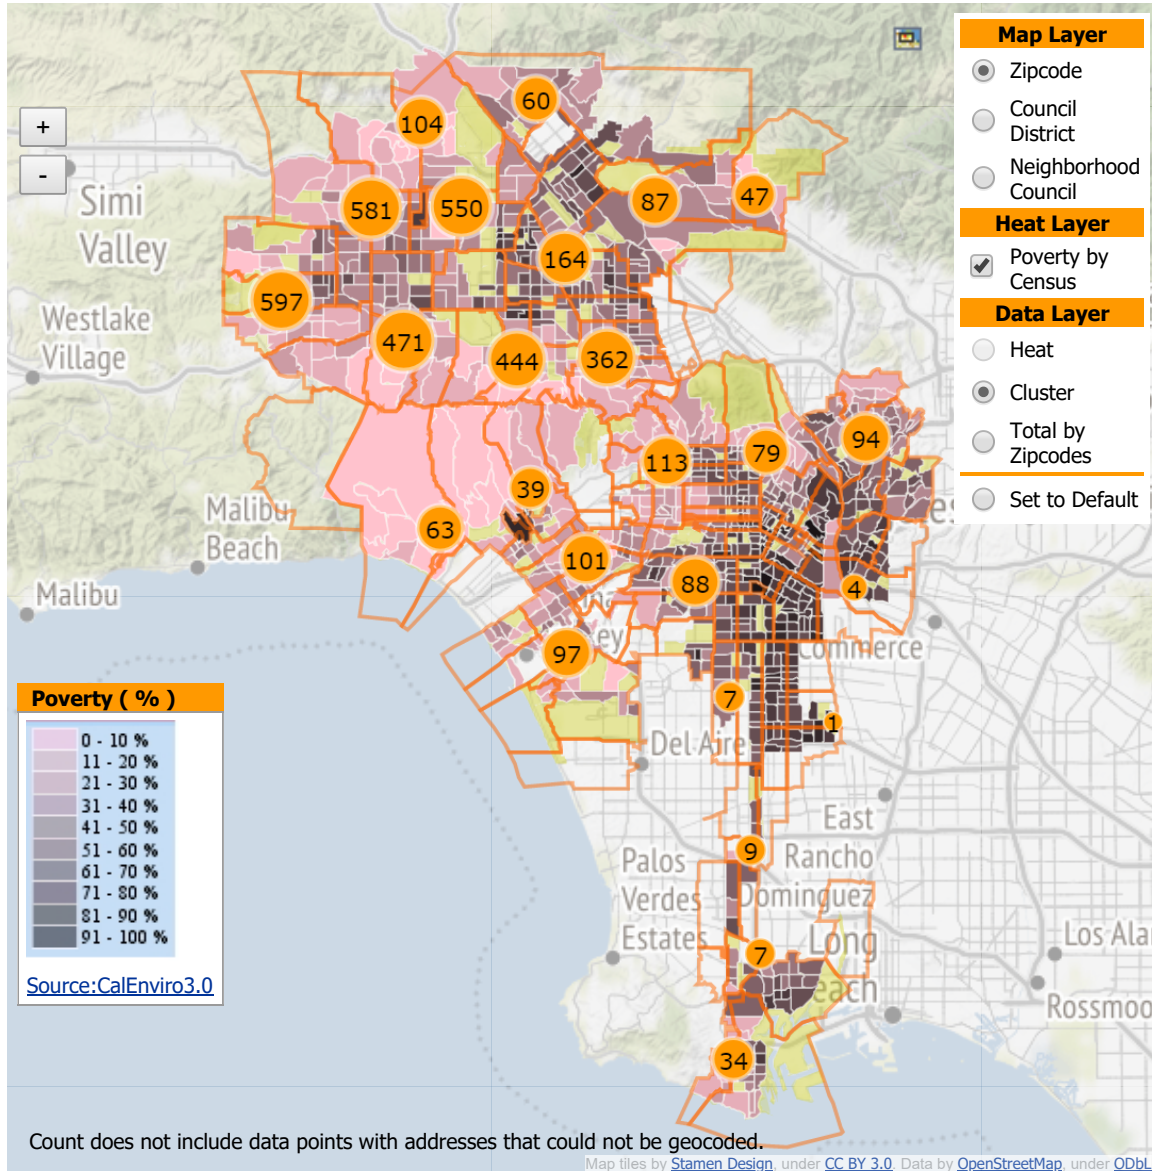 Map Layer
Zipcode
Council
District
Neighborhood
Council
Heat Layer
Poverty by
Census
Data Layer
Heat
Cluster
Total by
Zipcodes
Set to Default
+
-
60
104
581
550
87
47
164
597
471
444
362
Simi
Valley
Westlake
Village
113
79
94
39
63
101
88
4
97
7
1
9
7
34
Malibu
Beach
Malibu
ey
Commerce
Del Aire
East
Rancho
Dominguez
Palos
Verdes
Estates
Long
each
Los Ala
Rossmoo
Poverty ( % )
0 - 10 %
11 - 20 %
21 - 30 %
31 - 40 %
41 - 50 %
51 - 60 %
61 - 70 %
71 - 80 %
81 - 90 %
91 - 100 %
Source:CalEnviro3.0
Count does not include data points with addresses that could not be geocoded.
Map tiles by Stamen Design, under CC BY 3.0. Data by OpenStreetMap, under ODbL